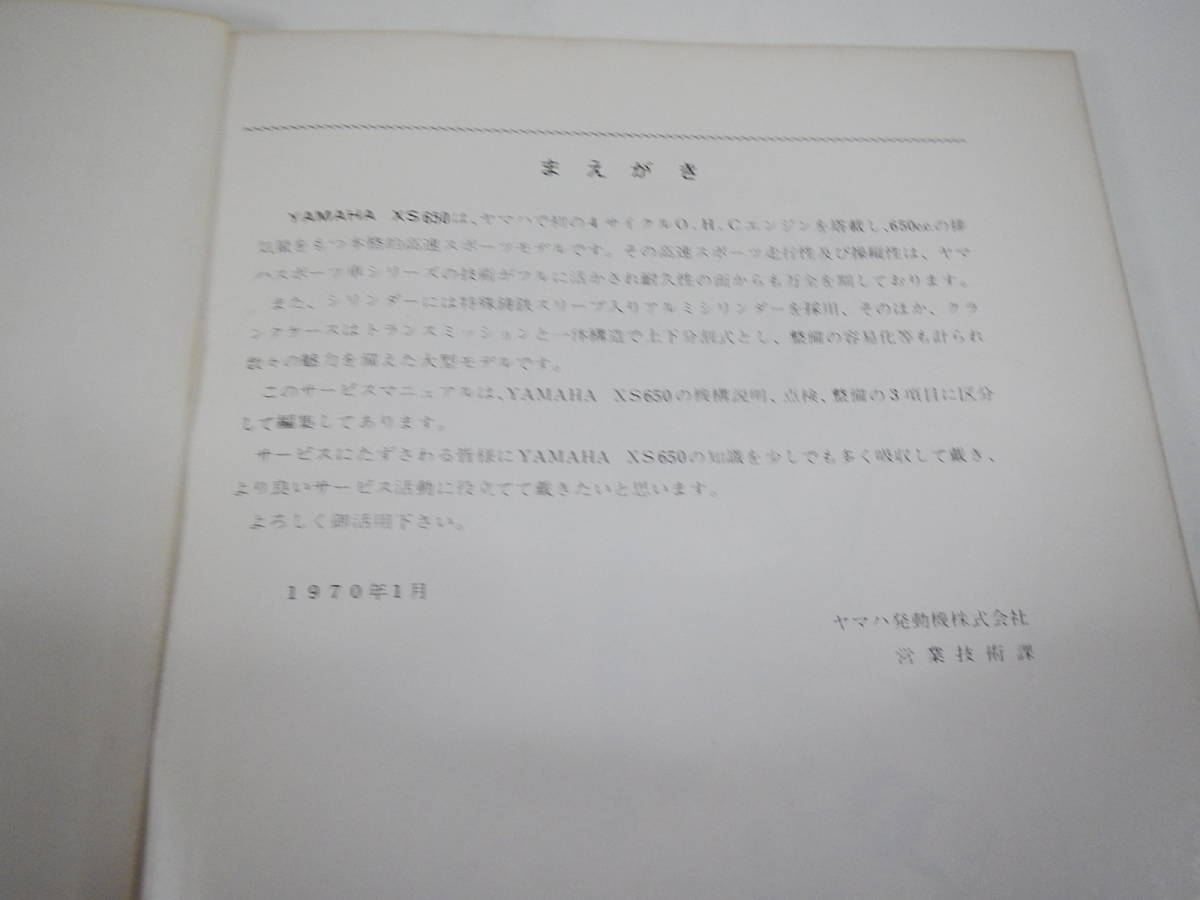 まえがき
YAMAHA XS650は、ヤマハで初の4サイクルO.H.Cエンジンを搭載し、650cc.の排
気量をもつ本格的高速スポーツモデルです。その高速スポーツ走行性及び操縦性は、ヤマ
ハスポーツ車シリーズの技術がフルに活かされ耐久性の面からも万全を期しております。
また、シリンダーには特殊鋳鉄スリーブ入りアルミシリンダーを採用、そのほか、クラ
ンクケースはトランスミッションと一体構造で上下分割式とし、整備の容易化等も計られ
数々の魅力を備えた大型モデルです。
このサービスマニュアルは、YAMAHA XS650の機構説明、点検、整備の3項目に区分
して編集してあります。
サービスにたずさわる皆様にYAMAHA XS650の知識を少しでも多く吸収して戴き、
より良いサービス活動に役立てて戴きたいと思います。
よろしく御活用下さい。
1970年1月
ヤマハ発動機株式会社
営業技術課